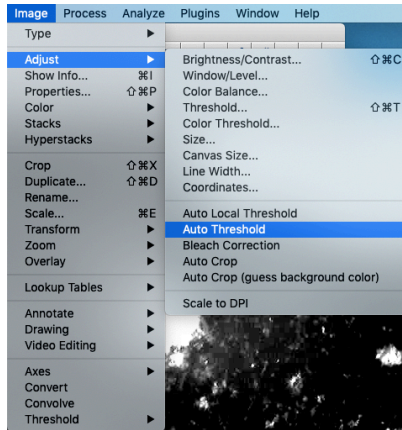 Image Process Analyze Plugins Window Help
Type ▶
Adjust ▶
Show Info... ⌘I
Properties... ⇧⌘P
Color ▶
Stacks ▶
Hyperstacks ▶
Crop ⇧⌘X
Duplicate... ⇧⌘D
Rename...
Scale... ⌘E
Transform ▶
Zoom ▶
Overlay ▶
Lookup Tables ▶
Annotate ▶
Drawing ▶
Video Editing ▶
Axes ▶
Convert
Convolve
Threshold ▶
Brightness/Contrast... ⇧⌘C
Window/Level...
Color Balance...
Threshold... ⇧⌘T
Color Threshold...
Size...
Canvas Size...
Line Width...
Coordinates...
Auto Local Threshold
Auto Threshold
Bleach Correction
Auto Crop
Auto Crop (guess background color)
Scale to DPI